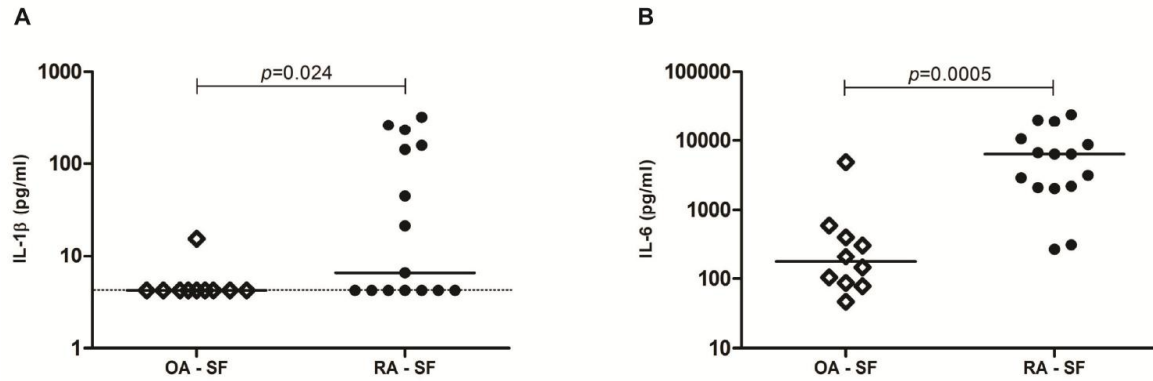 A
1000
100
10
1
IL-1β (pg/ml)
p=0.024
OA - SF
RA - SF
B
100000
10000
1000
100
10
IL-6 (pg/ml)
p=0.0005
OA - SF
RA - SF